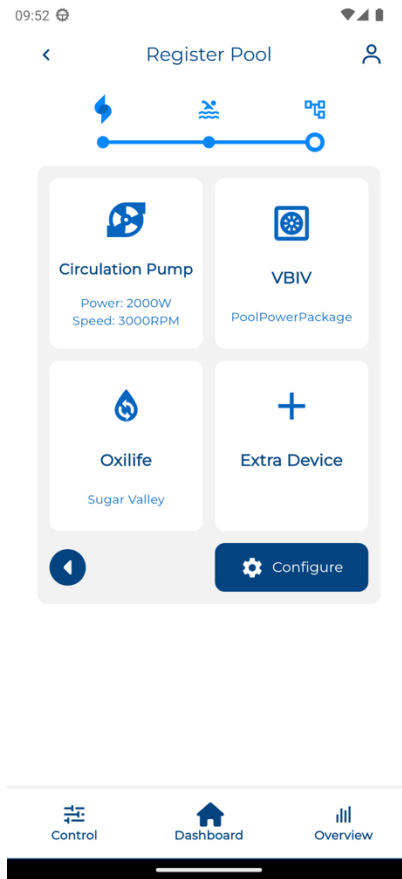 09:52
Register Pool
Circulation Pump
Power: 2000W
Speed: 3000RPM
VBIV
PoolPowerPackage
Oxilife
Sugar Valley
Extra Device
Configure
Control
Dashboard
Overview